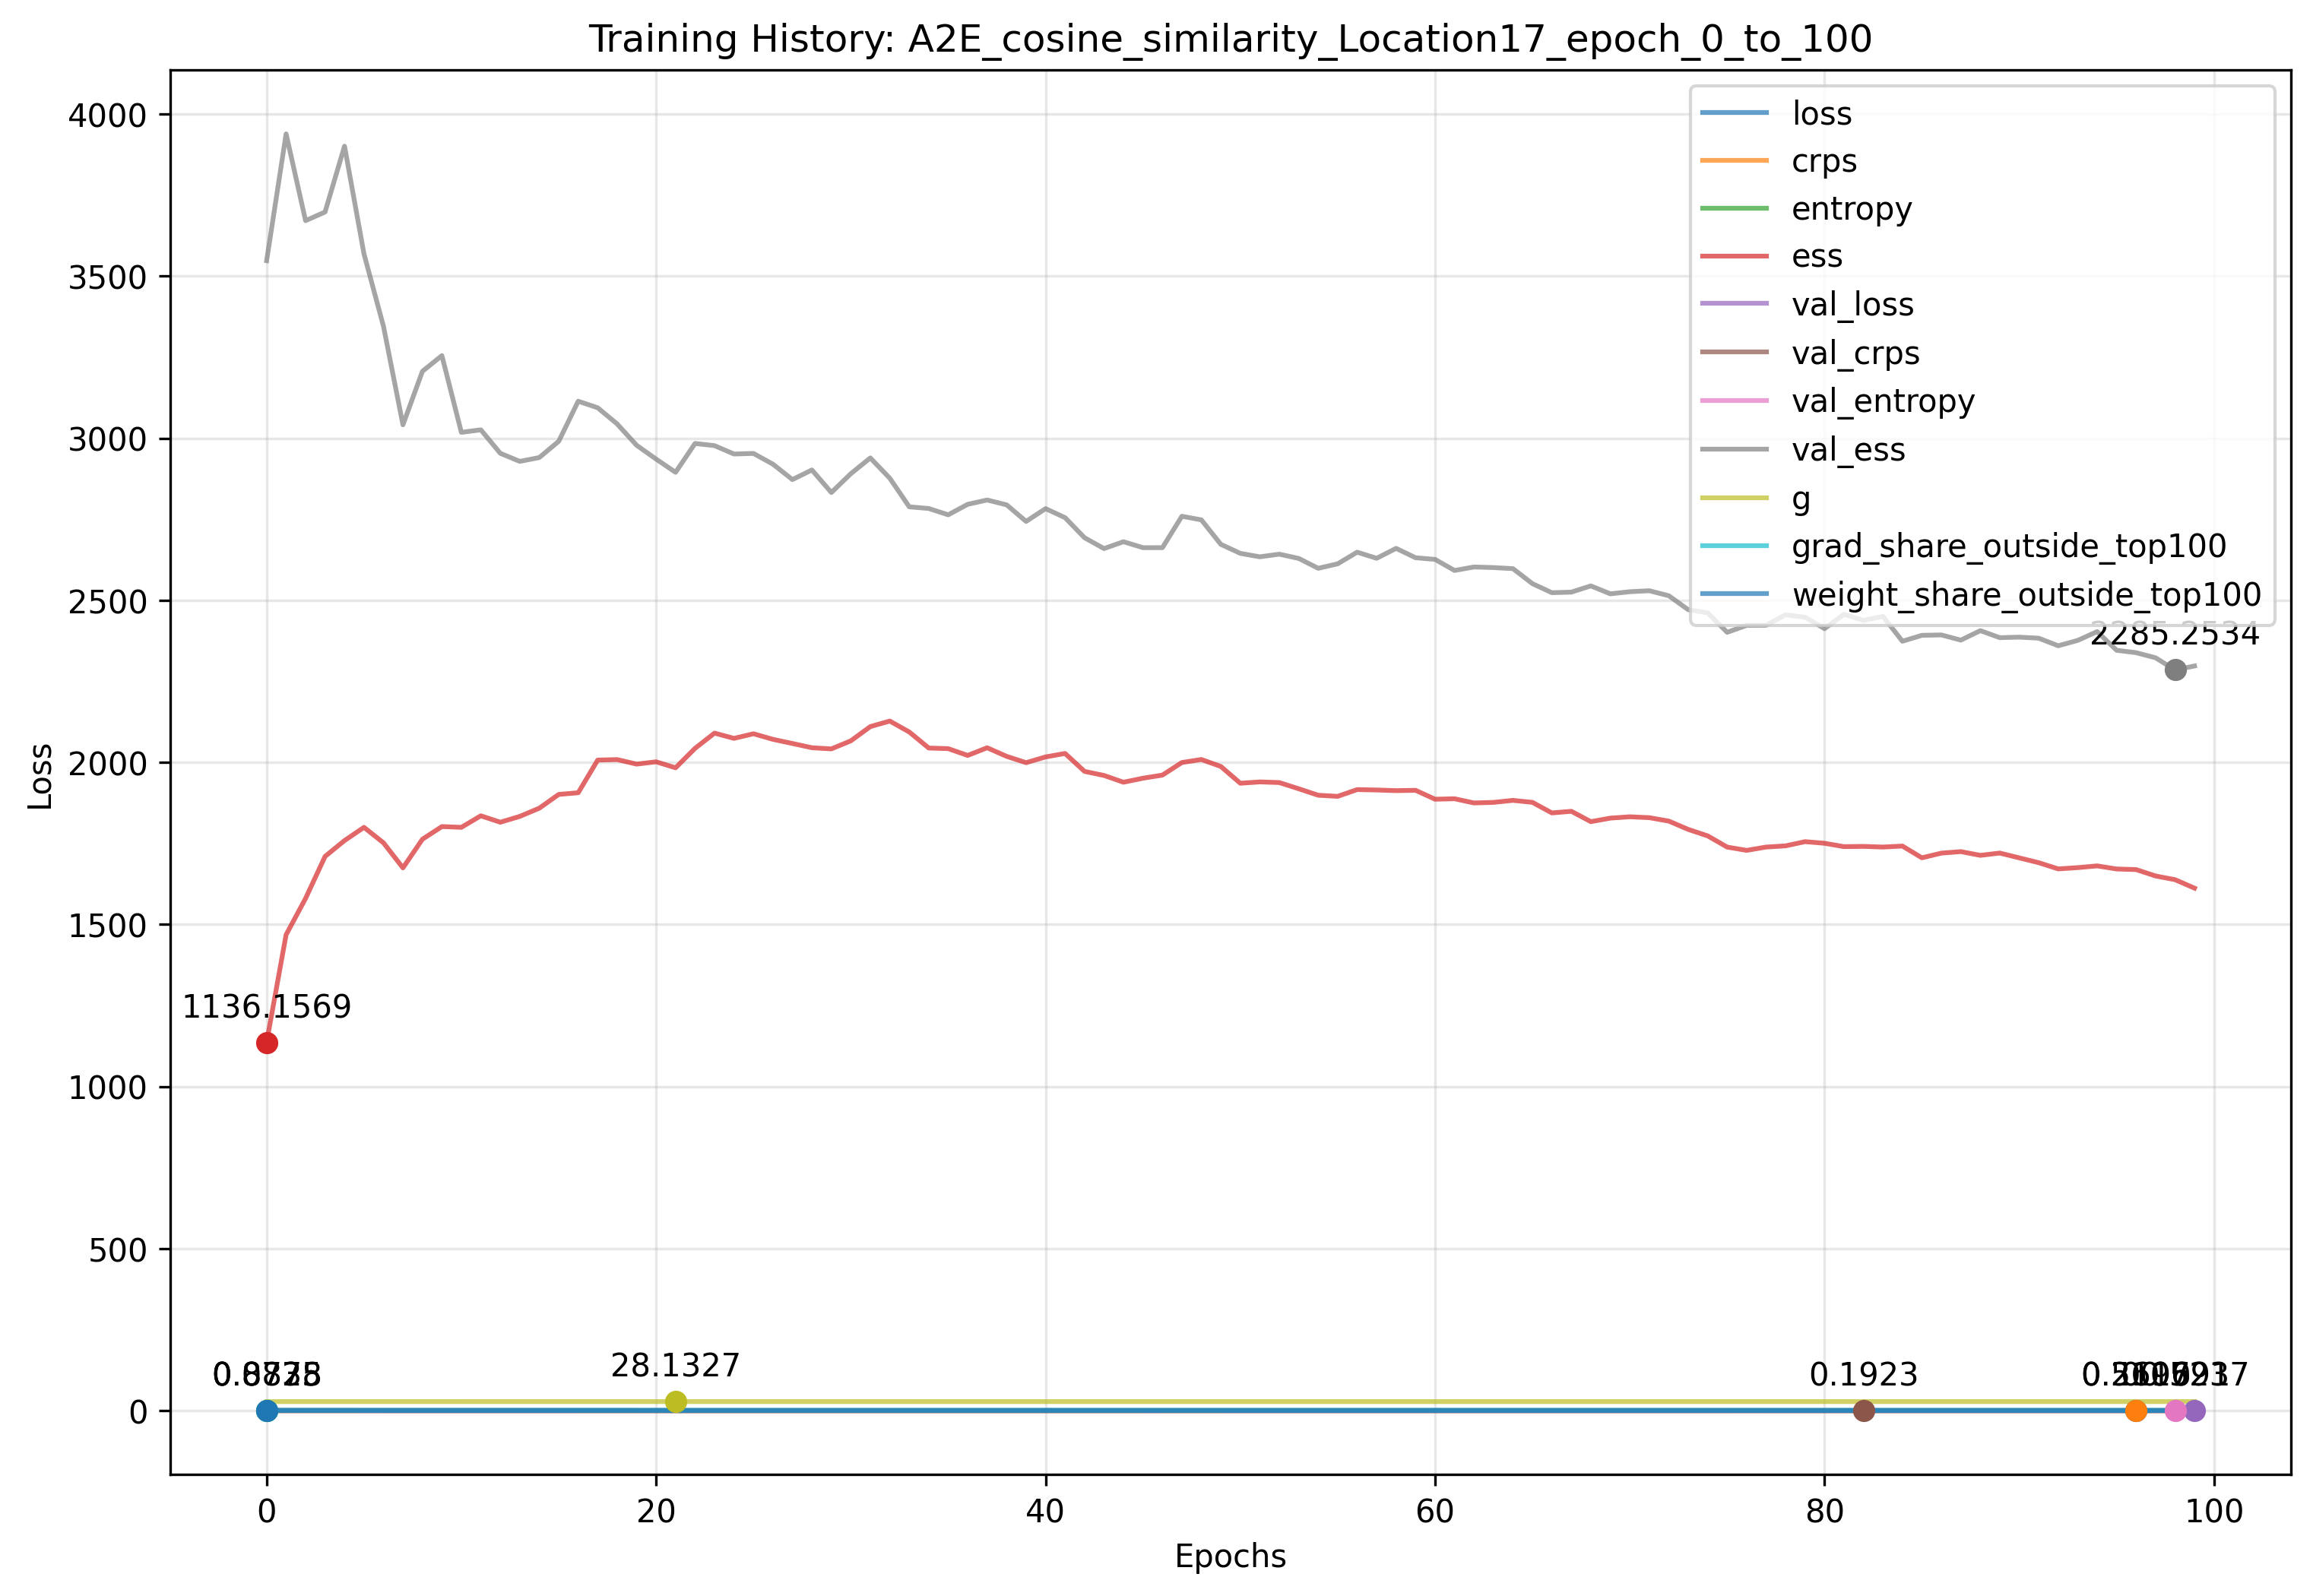 Training History: A2E_cosine_similarity_Location17_epoch_0_to_100
4000
3500
3000
2500
2000
1500
1000
500
0
Loss
loss
crps
entropy
ess
val_loss
val_crps
val_entropy
val_ess
g
grad_share_outside_top100
weight_share_outside_top100
2285.2534
1136.1569
28.1327
0.1923
0
20
40
60
80
100
Epochs